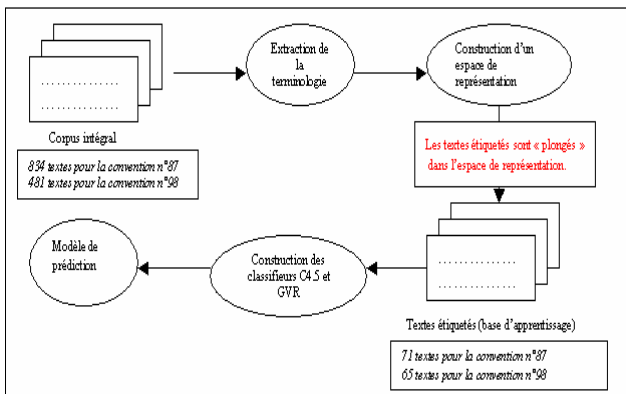 Extraction de
la
terminologie
Construction d'un
espace de
représentation
...............
...............
Corpus intégral
834 textes pour la convention n°87
481 textes pour la convention n°98
Les textes étiquetés sont « plongés »
dans l'espace de représentation.
Modèle de
prédiction
Construction des
classifieurs C4.5 et
GVR
...............
...............
Textes étiquetés (base d'apprentissage)
71 textes pour la convention n°87
65 textes pour la convention n°98